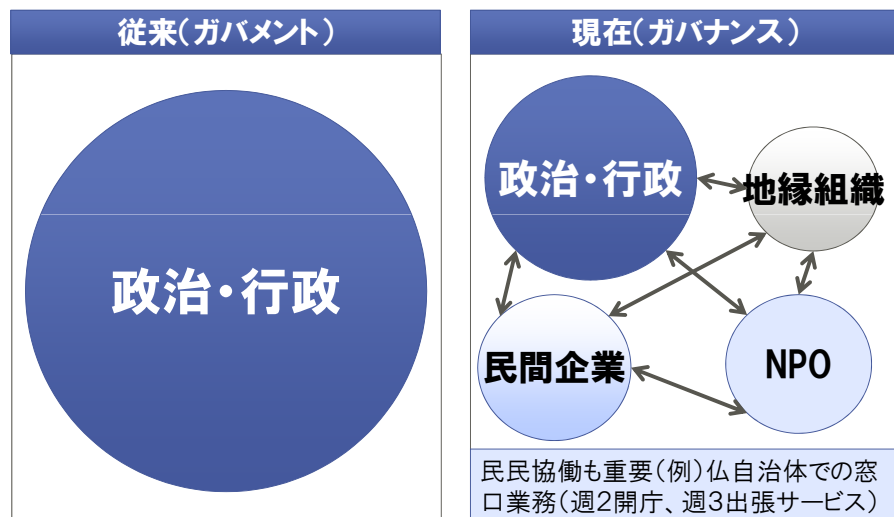 従来(ガバメント)
政治・行政
現在(ガバナンス)
政治・行政
地縁組織
民間企業
NPO
民民協働も重要(例)仏自治体での窓
口業務(週2開庁、週3出張サービス)